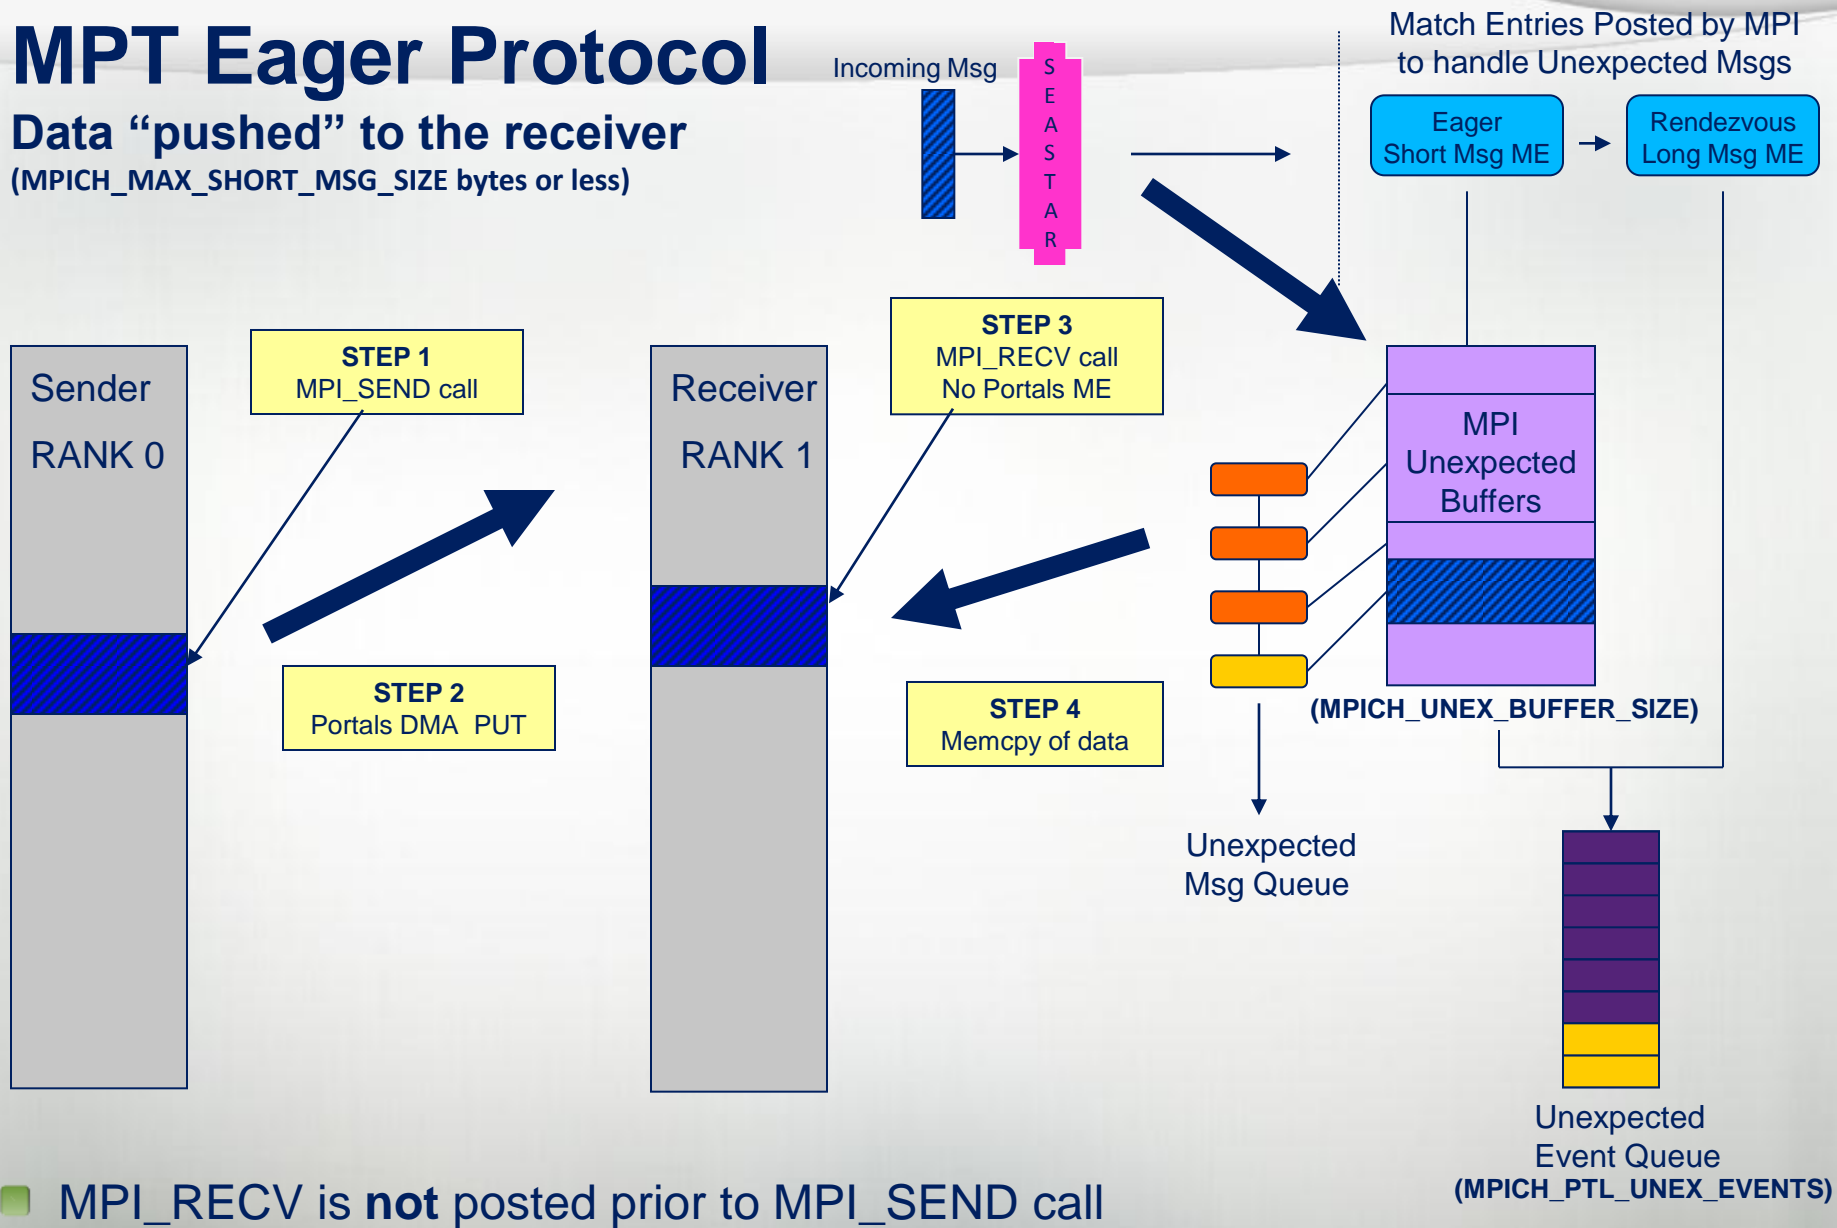 MPT Eager Protocol
Data “pushed” to the receiver
(MPICH_MAX_SHORT_MSG_SIZE bytes or less)
Incoming Msg
S
E
A
S
T
A
R
Match Entries Posted by MPI
to handle Unexpected Msgs
Eager
Short Msg ME
Rendezvous
Long Msg ME
Sender
RANK 0
STEP 1
MPI_SEND call
STEP 2
Portals DMA PUT
Receiver
RANK 1
STEP 3
MPI_RECV call
No Portals ME
STEP 4
Memcpy of data
MPI
Unexpected
Buffers
(MPICH_UNEX_BUFFER_SIZE)
Unexpected
Msg Queue
Unexpected
Event Queue
(MPICH_PTL_UNEX_EVENTS)
MPI_RECV is not posted prior to MPI_SEND call